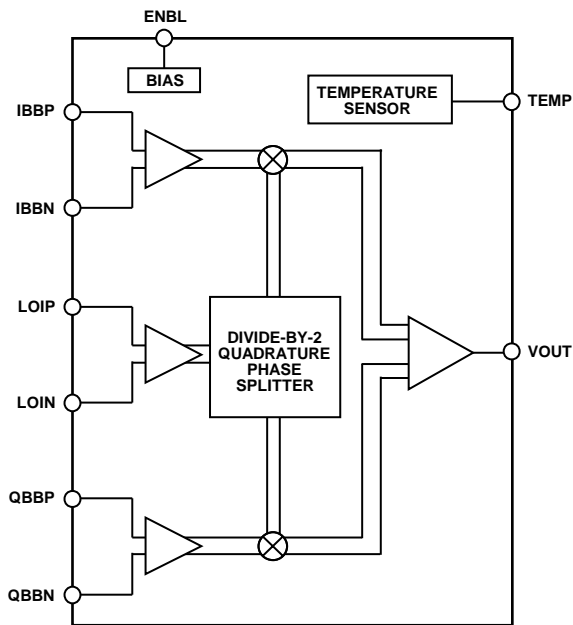 ENBL
BIAS
TEMPERATURE
SENSOR
TEMP
IBBP
IBBN
LOIP
DIVIDE-BY-2
QUADRATURE
PHASE
SPLITTER
VOUT
LOIN
QBBP
QBBN